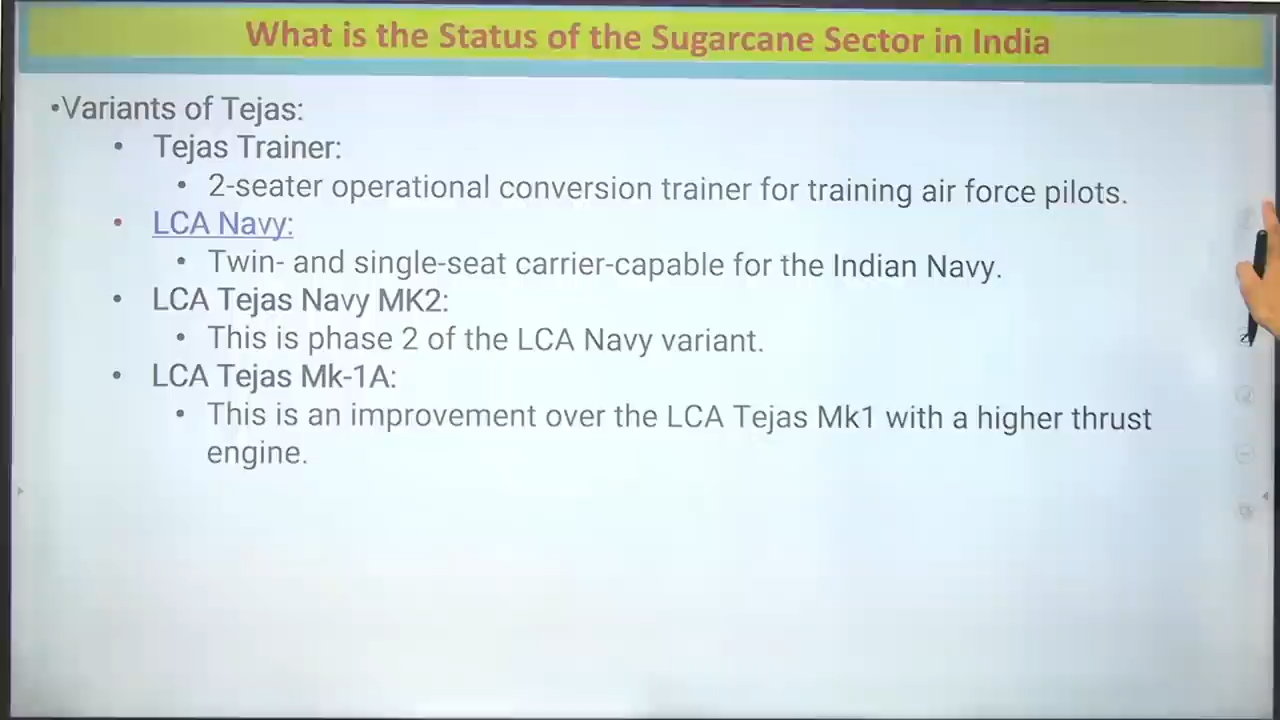 What is the Status of the Sugarcane Sector in India
•Variants of Tejas:
• Tejas Trainer:
• 2-seater operational conversion trainer for training air force pilots.
• LCA Navy:
• Twin- and single-seat carrier-capable for the Indian Navy.
• LCA Tejas Navy MK2:
• This is phase 2 of the LCA Navy variant.
• LCA Tejas Mk-1A:
• This is an improvement over the LCA Tejas Mk1 with a higher thrust
engine.